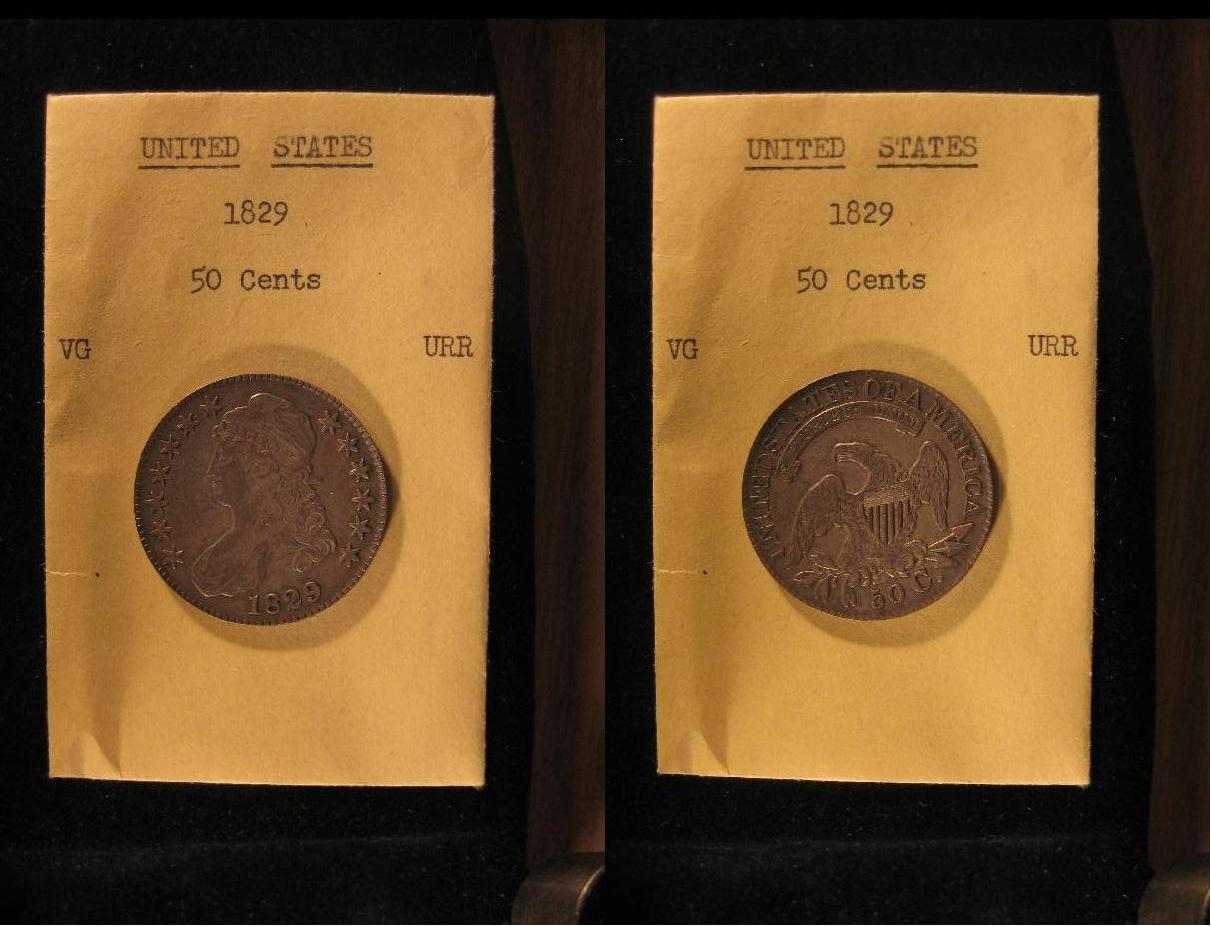 UNITED STATES
1829
50 Cents
VG URR
1829
UNITED STATES
1829
50 Cents
VG URR
UNITED STATES OF AMERICA
50 C.